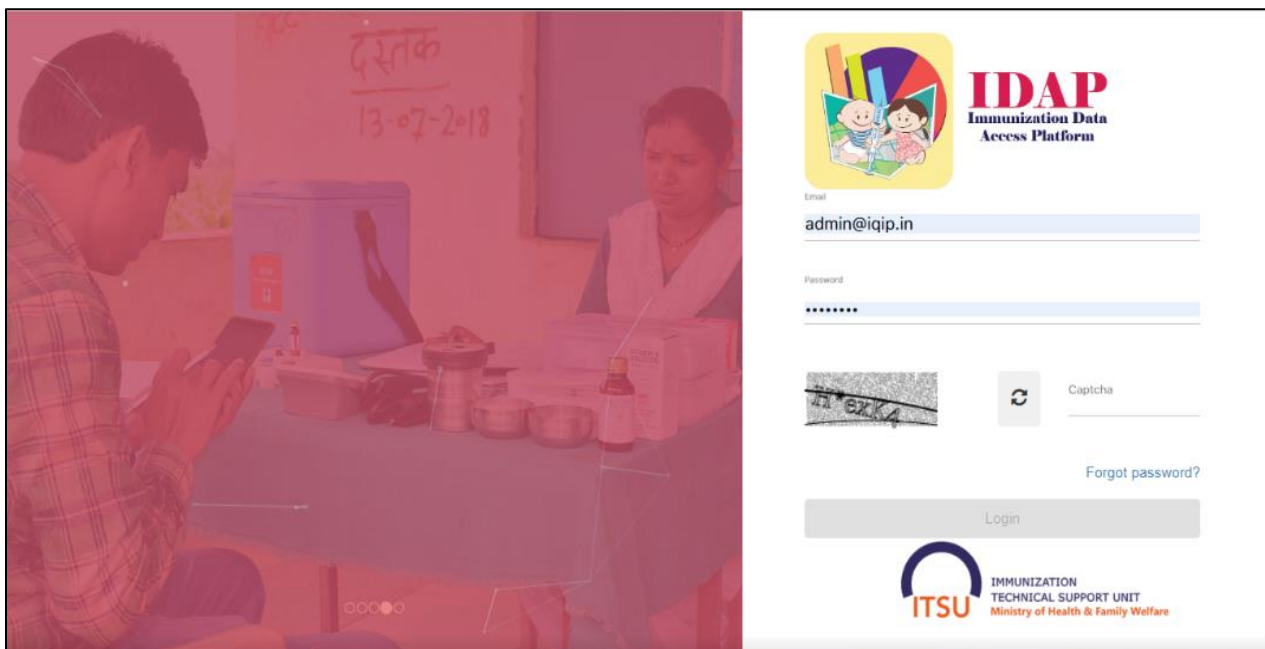 दस्तक
13-07-2018
IDAP
Immunization Data
Access Platform
Email
admin@iqip.in
Password
••••••••
Captcha
Forgot password?
Login
ITSU
IMMUNIZATION
TECHNICAL SUPPORT UNIT
Ministry of Health & Family Welfare